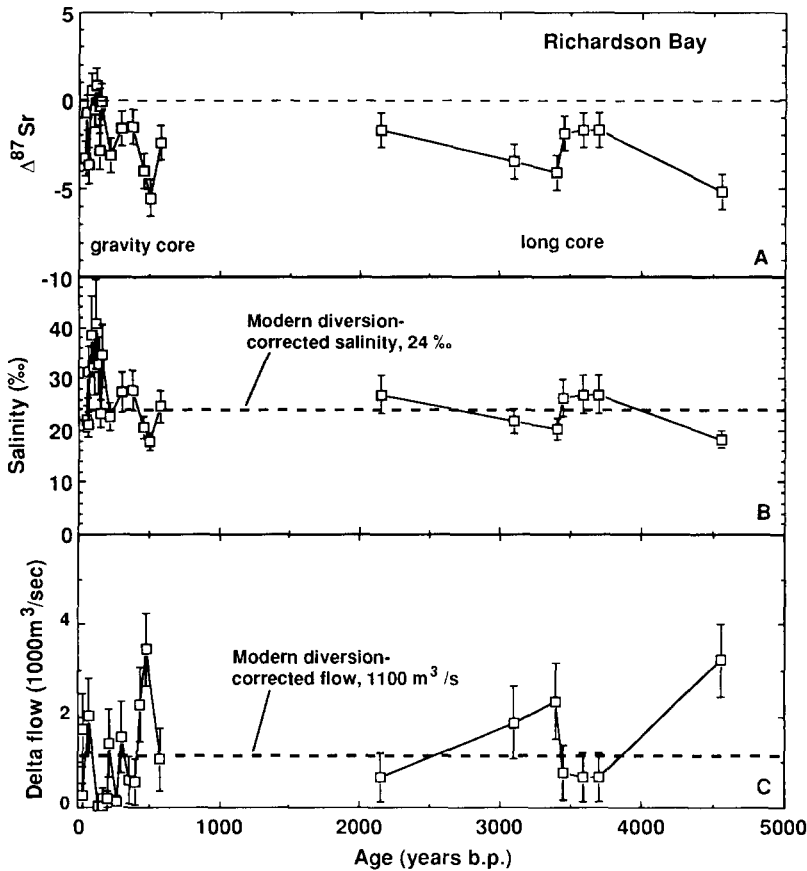 Richardson Bay
5
0
-5
-10
Δ87Sr
gravity core
long core
A
Modern diversion-
corrected salinity, 24 ‰
40
30
20
10
0
Salinity (‰)
B
Modern diversion-
corrected flow, 1100 m3 /s
4
2
0
Delta flow (1000m3/sec)
C
0
1000
2000
3000
4000
5000
Age (years b.p.)